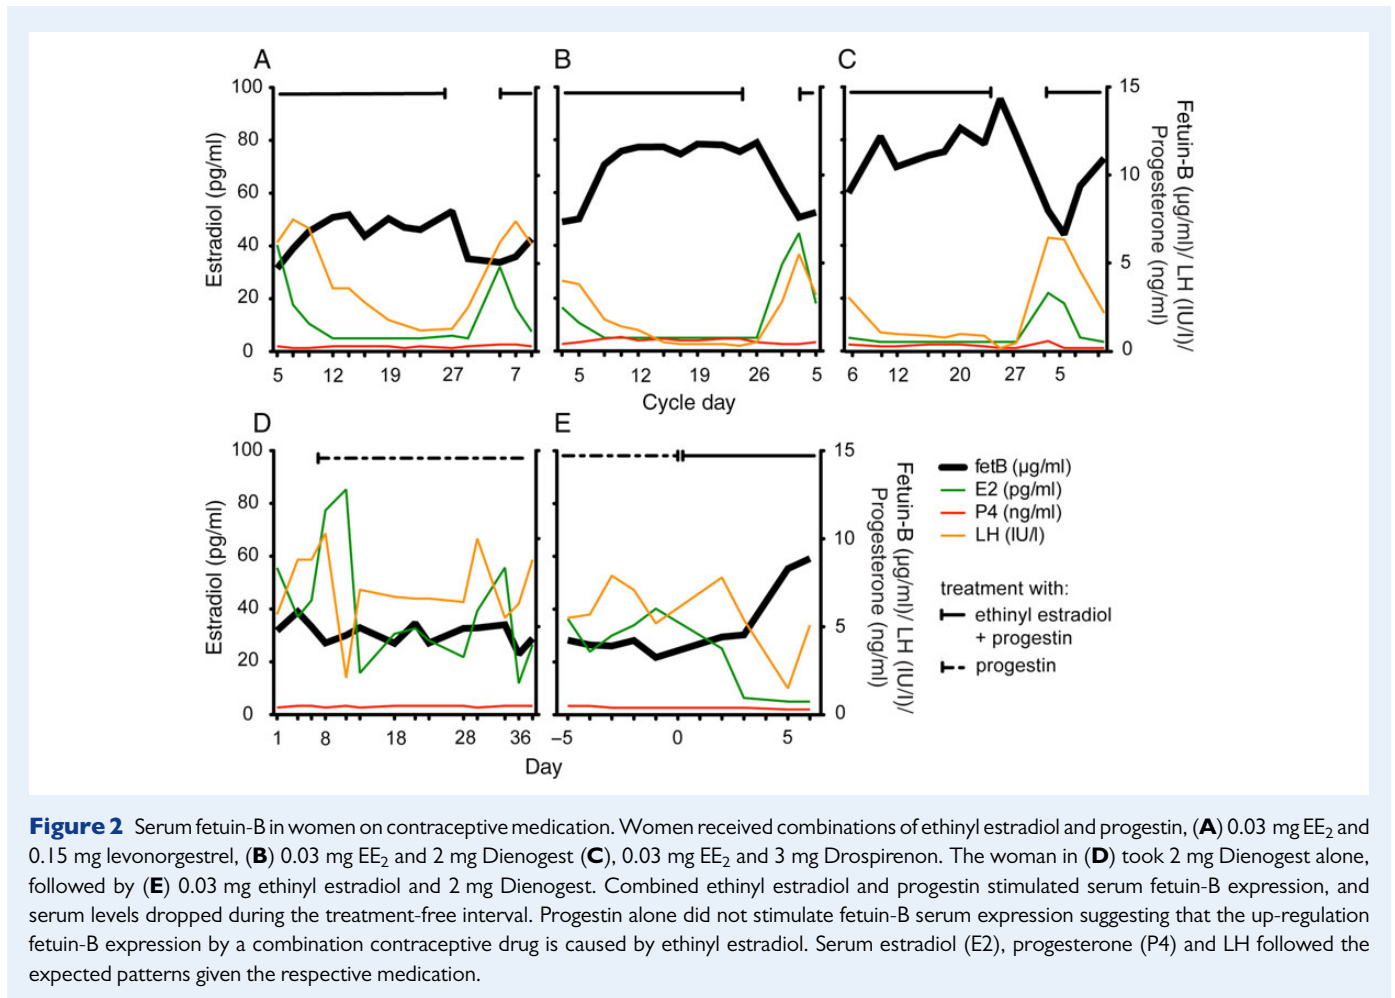 A
B
C
100
80
60
40
20
0
Estradiol (pg/ml)
15
10
5
0
Fetuin-B (µg/ml)/ LH (IU/l)/
Progesterone (ng/ml)
5 12 19 27 7
5 12 19 26 5
6 12 20 27 5
Cycle day
D
E
100
80
60
40
20
0
Estradiol (pg/ml)
15
10
5
0
Fetuin-B (µg/ml)/ LH (IU/l)/
Progesterone (ng/ml)
1 8 18 28 36
–5 0 5
Day
fetB (µg/ml)
E2 (pg/ml)
P4 (ng/ml)
LH (IU/l)
treatment with:
ethinyl estradiol
+ progestin
progestin
Figure 2 Serum fetuin-B in women on contraceptive medication. Women received combinations of ethinyl estradiol and progestin, (A) 0.03 mg EE2 and
0.15 mg levonorgestrel, (B) 0.03 mg EE2 and 2 mg Dienogest (C), 0.03 mg EE2 and 3 mg Drospirenon. The woman in (D) took 2 mg Dienogest alone,
followed by (E) 0.03 mg ethinyl estradiol and 2 mg Dienogest. Combined ethinyl estradiol and progestin stimulated serum fetuin-B expression, and
serum levels dropped during the treatment-free interval. Progestin alone did not stimulate fetuin-B serum expression suggesting that the up-regulation
fetuin-B expression by a combination contraceptive drug is caused by ethinyl estradiol. Serum estradiol (E2), progesterone (P4) and LH followed the
expected patterns given the respective medication.